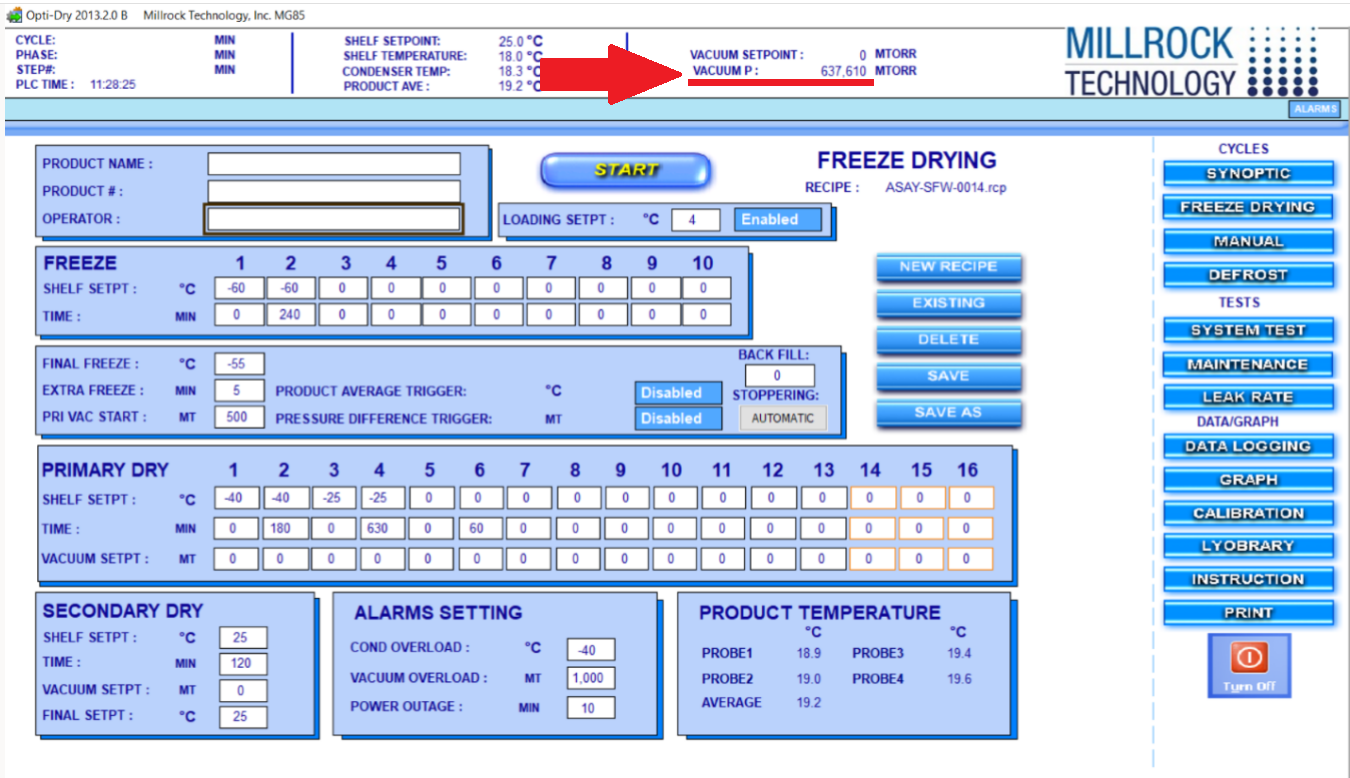 Opti-Dry 2013.2.0 B Millrock Technology, Inc. MG85
CYCLE: MIN SHELF SETPOINT: 25.0 °C
PHASE: MIN SHELF TEMPERATURE: 18.0 °C VACUUM SETPOINT : 0 MTORR
STEP#: MIN CONDENSER TEMP: 18.3 °C VACUUM P : 637,610 MTORR
PLC TIME : 11:28:25 PRODUCT AVE : 19.2 °C
MILLROCK
TECHNOLOGY
ALARMS
PRODUCT NAME :
PRODUCT # :
OPERATOR :
START
FREEZE DRYING
RECIPE : ASAY-SFW-0014.rcp
LOADING SETPT : °C 4 Enabled
FREEZE 1 2 3 4 5 6 7 8 9 10
SHELF SETPT : °C -60 -60 0 0 0 0 0 0 0 0
TIME : MIN 0 240 0 0 0 0 0 0 0 0
NEW RECIPE
EXISTING
DELETE
SAVE
SAVE AS
FINAL FREEZE : °C -55
EXTRA FREEZE : MIN 5 PRODUCT AVERAGE TRIGGER: °C Disabled
PRI VAC START : MT 500 PRESSURE DIFFERENCE TRIGGER: MT Disabled
BACK FILL:
0
STOPPERING:
AUTOMATIC
PRIMARY DRY 1 2 3 4 5 6 7 8 9 10 11 12 13 14 15 16
SHELF SETPT : °C -40 -40 -25 -25 0 0 0 0 0 0 0 0 0 0 0 0
TIME : MIN 0 180 0 630 0 60 0 0 0 0 0 0 0 0 0 0
VACUUM SETPT : MT 0 0 0 0 0 0 0 0 0 0 0 0 0 0 0 0
SECONDARY DRY
SHELF SETPT : °C 25
TIME : MIN 120
VACUUM SETPT : MT 0
FINAL SETPT : °C 25
ALARMS SETTING
COND OVERLOAD : °C -40
VACUUM OVERLOAD : MT 1,000
POWER OUTAGE : MIN 10
PRODUCT TEMPERATURE
°C °C
PROBE1 18.9 PROBE3 19.4
PROBE2 19.0 PROBE4 19.6
AVERAGE 19.2
CYCLES
SYNOPTIC
FREEZE DRYING
MANUAL
DEFROST
TESTS
SYSTEM TEST
MAINTENANCE
LEAK RATE
DATA/GRAPH
DATA LOGGING
GRAPH
CALIBRATION
LYOBRARY
INSTRUCTION
PRINT
Turn Off